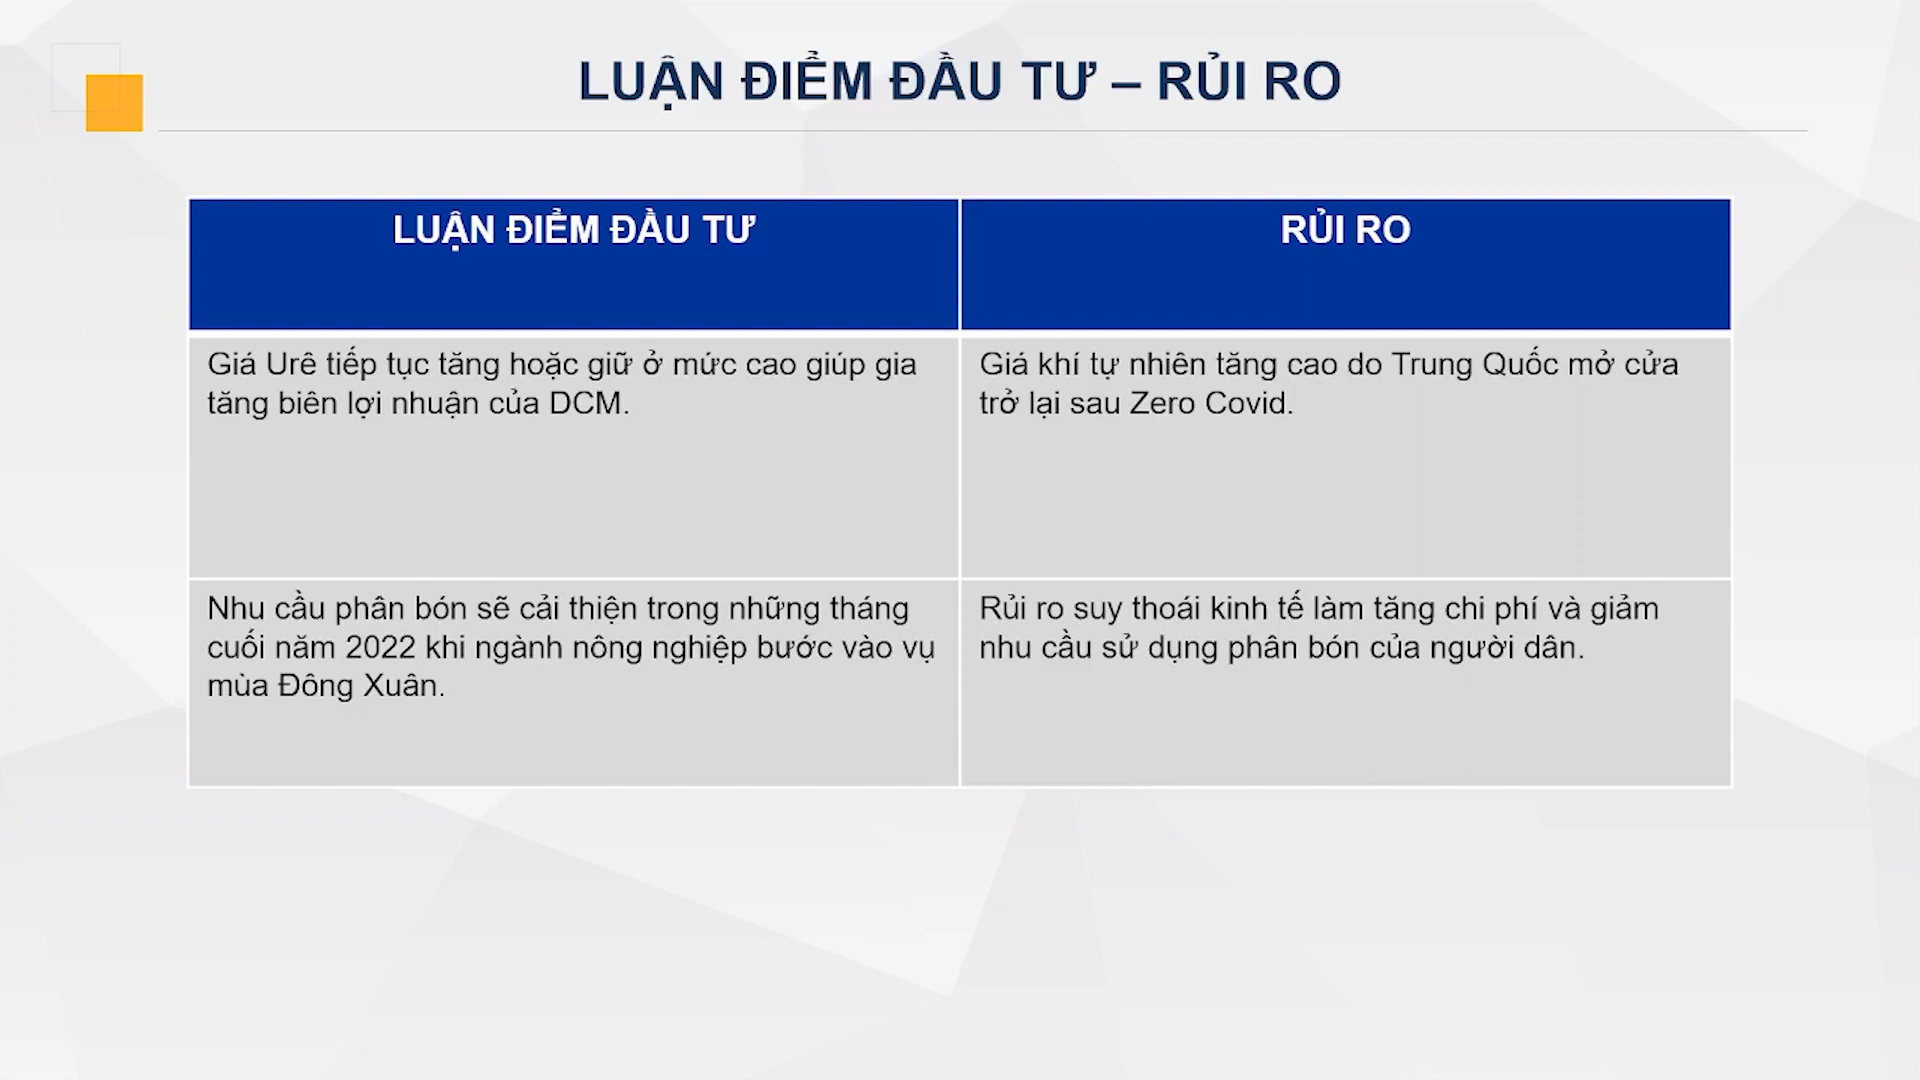 LUẬN ĐIỂM ĐẦU TƯ – RỦI RO
LUẬN ĐIỂM ĐẦU TƯ
RỦI RO
Giá Urê tiếp tục tăng hoặc giữ ở mức cao giúp gia
tăng biên lợi nhuận của DCM.
Giá khí tự nhiên tăng cao do Trung Quốc mở cửa
trở lại sau Zero Covid.
Nhu cầu phân bón sẽ cải thiện trong những tháng
cuối năm 2022 khi ngành nông nghiệp bước vào vụ
mùa Đông Xuân.
Rủi ro suy thoái kinh tế làm tăng chi phí và giảm
nhu cầu sử dụng phân bón của người dân.